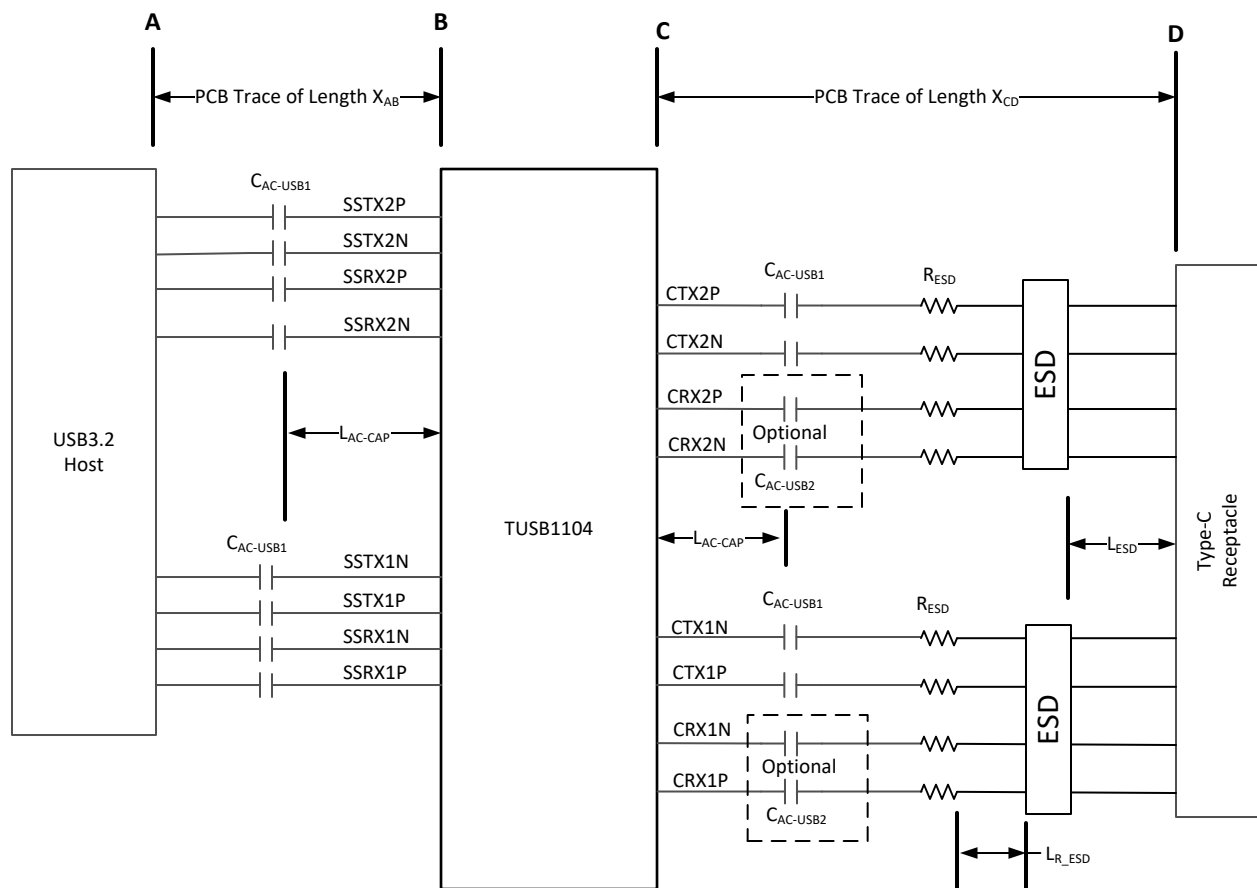 A
B
C
D
PCB Trace of Length XAB
PCB Trace of Length XCD
CAC-USB1
SSTX2P
SSTX2N
SSRX2P
SSRX2N
CAC-USB1
RESD
CTX2P
CTX2N
CRX2P
Optional
CRX2N
CAC-USB2
ESD
USB3.2
Host
LAC-CAP
TUSB1104
LAC-CAP
LESD
Type-C
Receptacle
CAC-USB1
SSTX1N
SSTX1P
SSRX1N
SSRX1P
CAC-USB1
RESD
CTX1N
CTX1P
CRX1N
Optional
CRX1P
CAC-USB2
ESD
LR_ESD